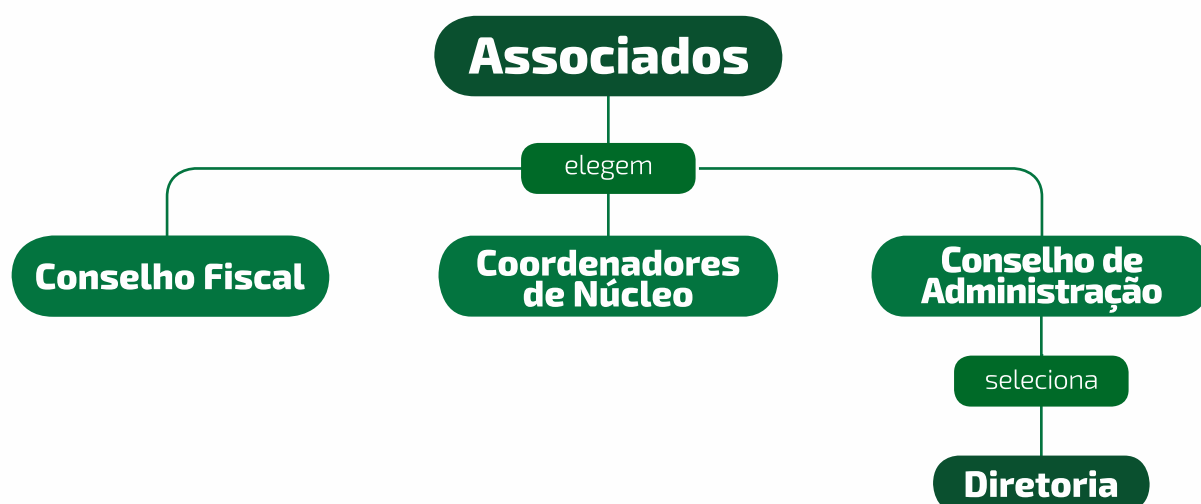 Associados
elegem
Conselho Fiscal
Coordenadores
de Núcleo
Conselho de
Administração
seleciona
Diretoria